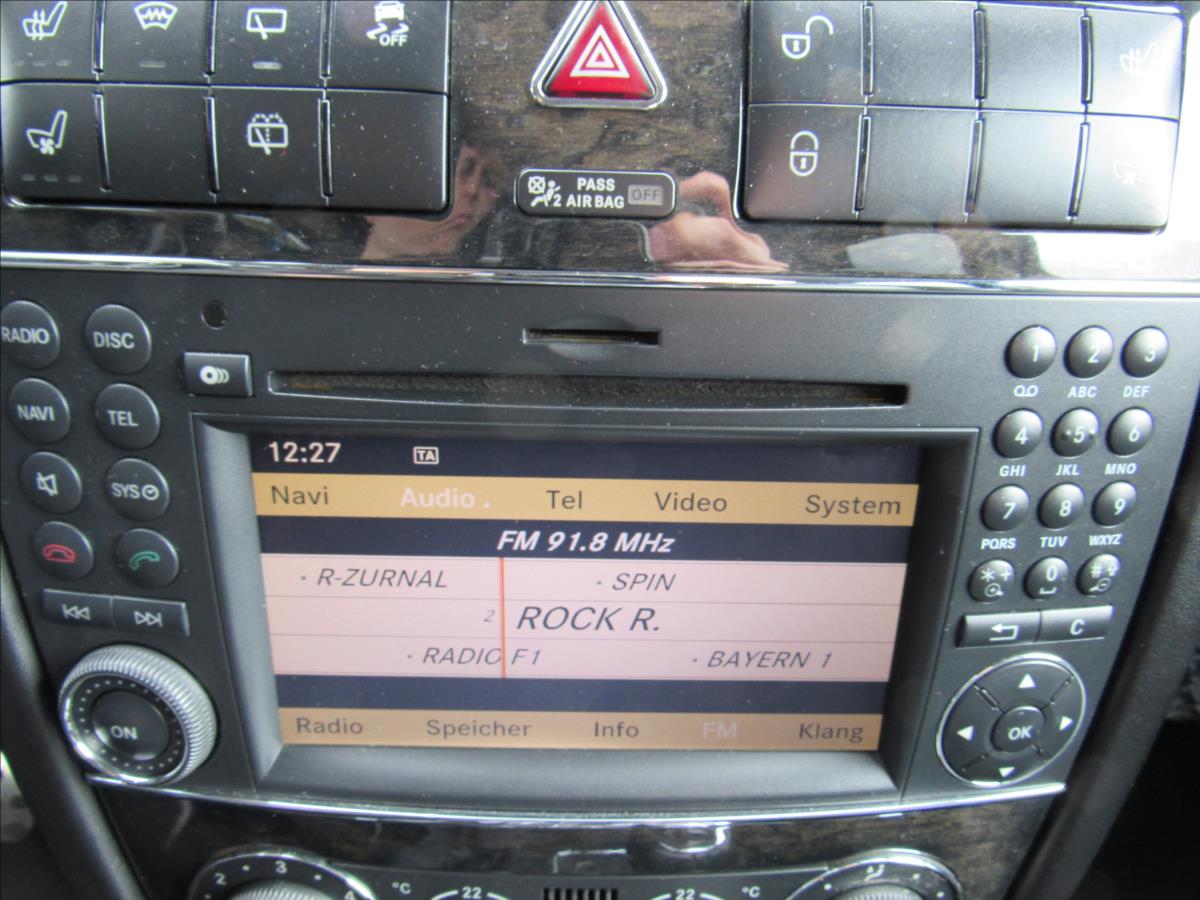 OFF
PASS
2 AIR BAG OFF
RADIO DISC
NAVI TEL
SYS
ON
12:27 TA
Navi Audio Tel Video System
FM 91.8 MHz
· R-ZURNAL · SPIN
2 ROCK R.
· RADIO F1 · BAYERN 1
Radio Speicher Info FM Klang
1 2 3
ABC DEF
4 5 6
GHI JKL MNO
7 8 9
PQRS TUV WXYZ
* + 0 #
C
OK
2 3 4 °C 22 22 °C